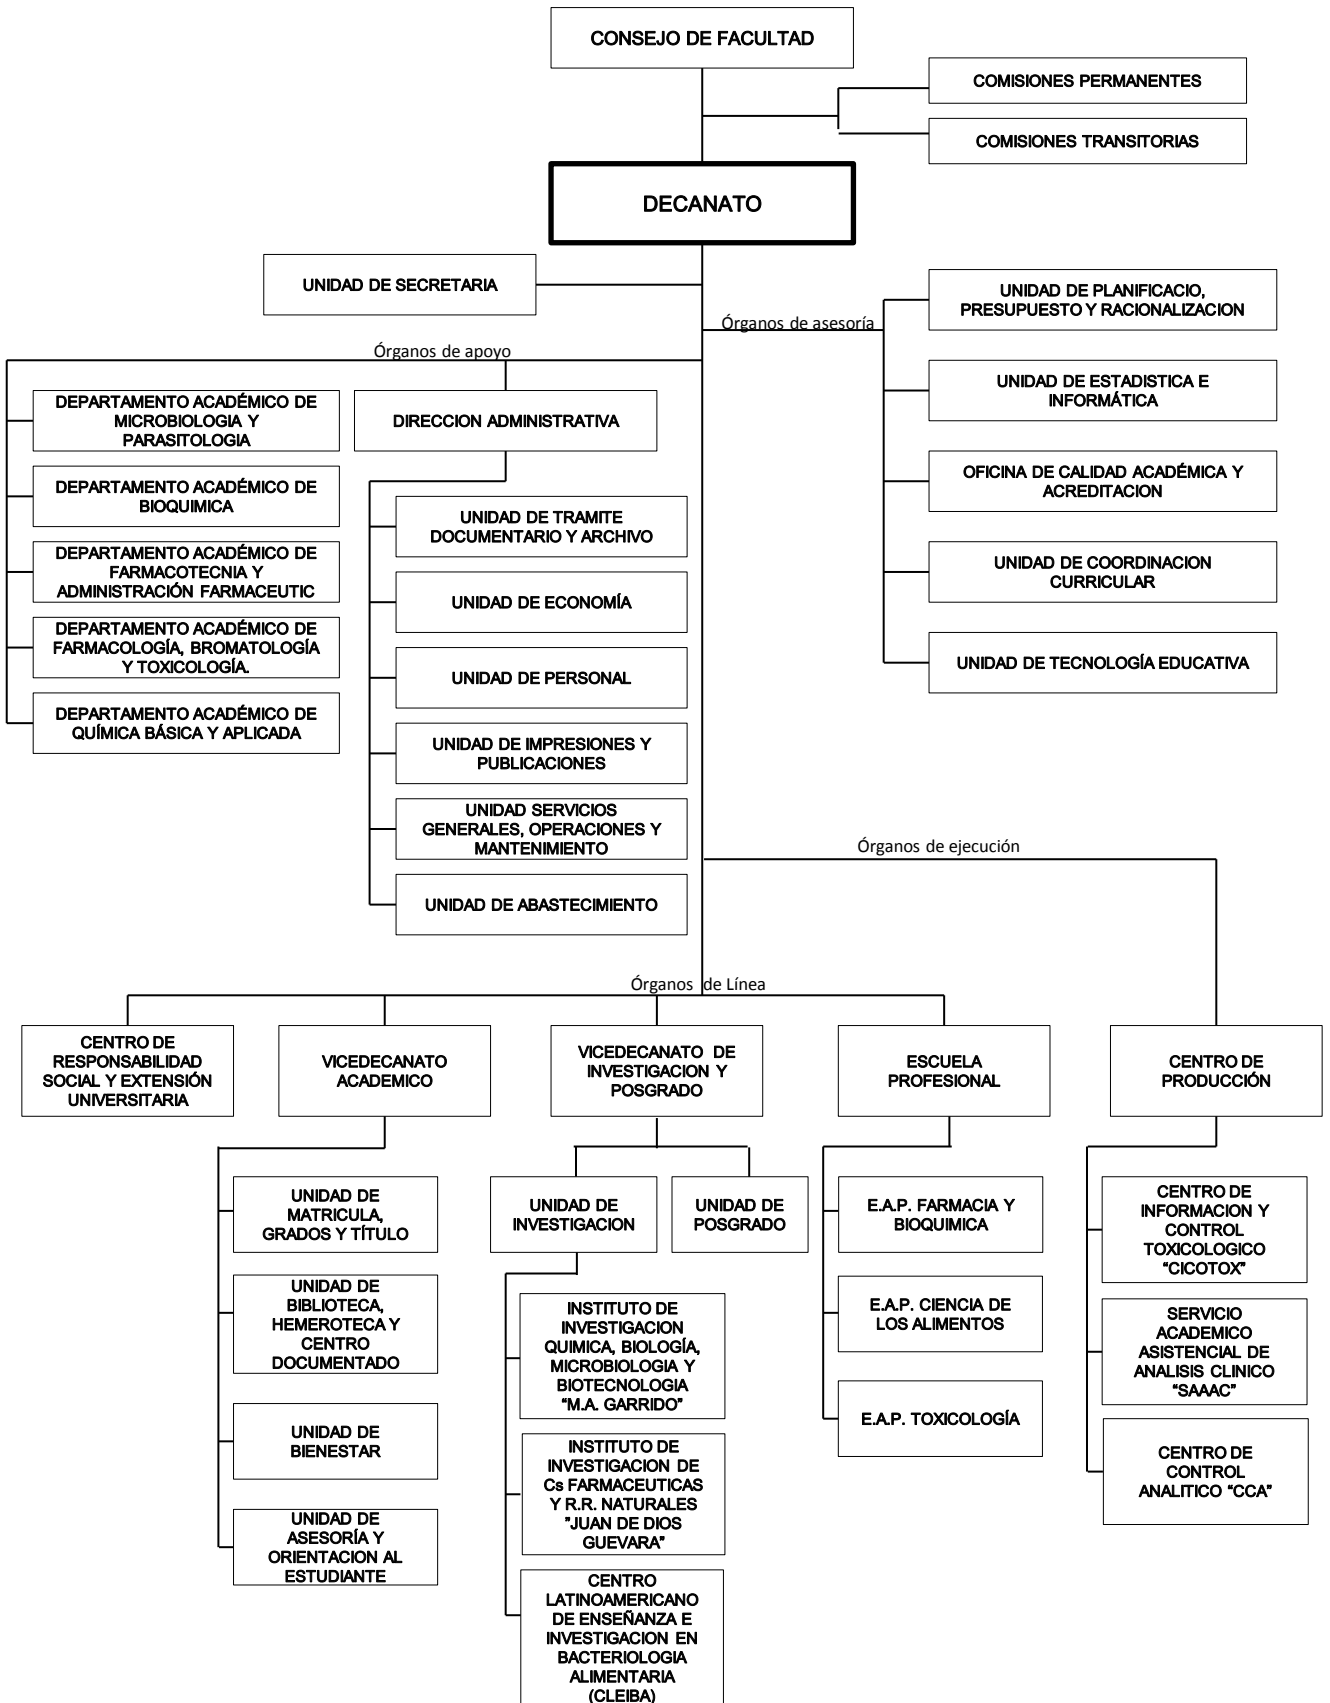 CONSEJO DE FACULTAD
COMISIONES PERMANENTES
COMISIONES TRANSITORIAS
DECANATO
UNIDAD DE SECRETARIA
UNIDAD DE PLANIFICACIO,
PRESUPUESTO Y RACIONALIZACION
Órganos de asesoría
Órganos de apoyo
UNIDAD DE ESTADISTICA E
INFORMÁTICA
OFICINA DE CALIDAD ACADÉMICA Y
ACREDITACION
UNIDAD DE COORDINACION
CURRICULAR
UNIDAD DE TECNOLOGÍA EDUCATIVA
DEPARTAMENTO ACADÉMICO DE
MICROBIOLOGIA Y
PARASITOLOGIA
DEPARTAMENTO ACADÉMICO DE
BIOQUIMICA
DEPARTAMENTO ACADÉMICO DE
FARMACOTECNIA Y
ADMINISTRACIÓN FARMACEUTIC
DEPARTAMENTO ACADÉMICO DE
FARMACOLOGÍA, BROMATOLOGÍA
Y TOXICOLOGÍA.
DEPARTAMENTO ACADÉMICO DE
QUÍMICA BÁSICA Y APLICADA
DIRECCION ADMINISTRATIVA
UNIDAD DE TRAMITE
DOCUMENTARIO Y ARCHIVO
UNIDAD DE ECONOMÍA
UNIDAD DE PERSONAL
UNIDAD DE IMPRESIONES Y
PUBLICACIONES
UNIDAD SERVICIOS
GENERALES, OPERACIONES Y
MANTENIMIENTO
UNIDAD DE ABASTECIMIENTO
Órganos de ejecución
Órganos de Línea
CENTRO DE
RESPONSABILIDAD
SOCIAL Y EXTENSIÓN
UNIVERSITARIA
VICEDECANATO
ACADEMICO
VICEDECANATO DE
INVESTIGACION Y
POSGRADO
ESCUELA
PROFESIONAL
CENTRO DE
PRODUCCIÓN
UNIDAD DE
MATRICULA,
GRADOS Y TÍTULO
UNIDAD DE
BIBLIOTECA,
HEMEROTECA Y
CENTRO
DOCUMENTADO
UNIDAD DE
BIENESTAR
UNIDAD DE
ASESORÍA Y
ORIENTACION AL
ESTUDIANTE
UNIDAD DE
INVESTIGACION
UNIDAD DE
POSGRADO
INSTITUTO DE
INVESTIGACION
QUIMICA, BIOLOGÍA,
MICROBIOLOGIA Y
BIOTECNOLOGIA
“M.A. GARRIDO”
INSTITUTO DE
INVESTIGACION DE
Cs FARMACEUTICAS
Y R.R. NATURALES
”JUAN DE DIOS
GUEVARA”
CENTRO
LATINOAMERICANO
DE ENSEÑANZA E
INVESTIGACION EN
BACTERIOLOGIA
ALIMENTARIA
(CLEIBA)
E.A.P. FARMACIA Y
BIOQUIMICA
E.A.P. CIENCIA DE
LOS ALIMENTOS
E.A.P. TOXICOLOGÍA
CENTRO DE
INFORMACION Y
CONTROL
TOXICOLOGICO
“CICOTOX”
SERVICIO
ACADEMICO
ASISTENCIAL DE
ANALISIS CLINICO
“SAAAC”
CENTRO DE
CONTROL
ANALITICO “CCA”